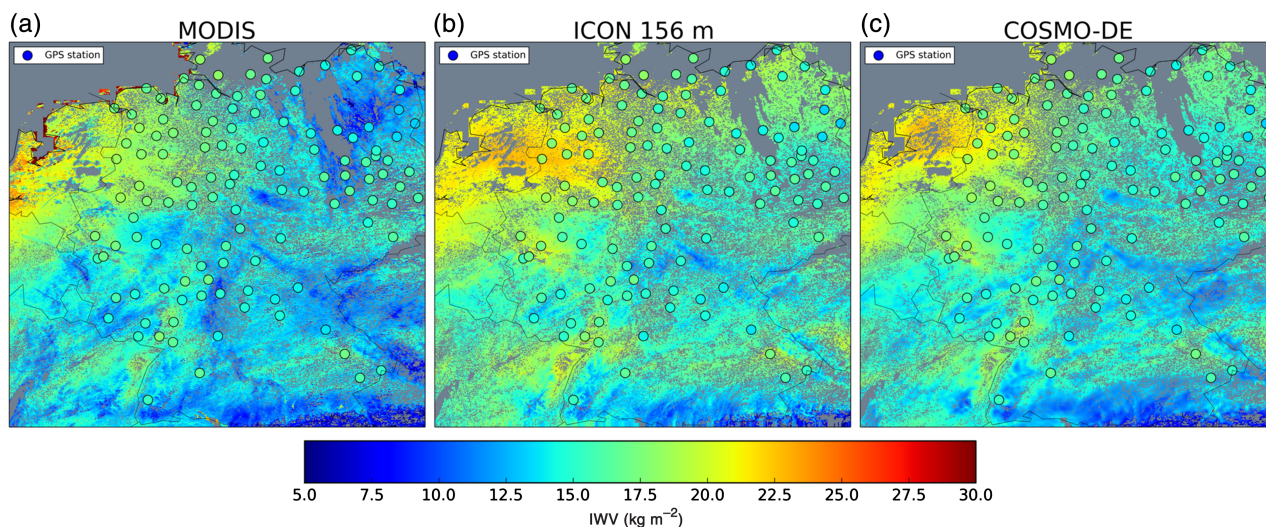 (a) MODIS
(b) ICON 156 m
(c) COSMO-DE
GPS station
GPS station
GPS station
5.0 7.5 10.0 12.5 15.0 17.5 20.0 22.5 25.0 27.5 30.0
IWV (kg m⁻²)